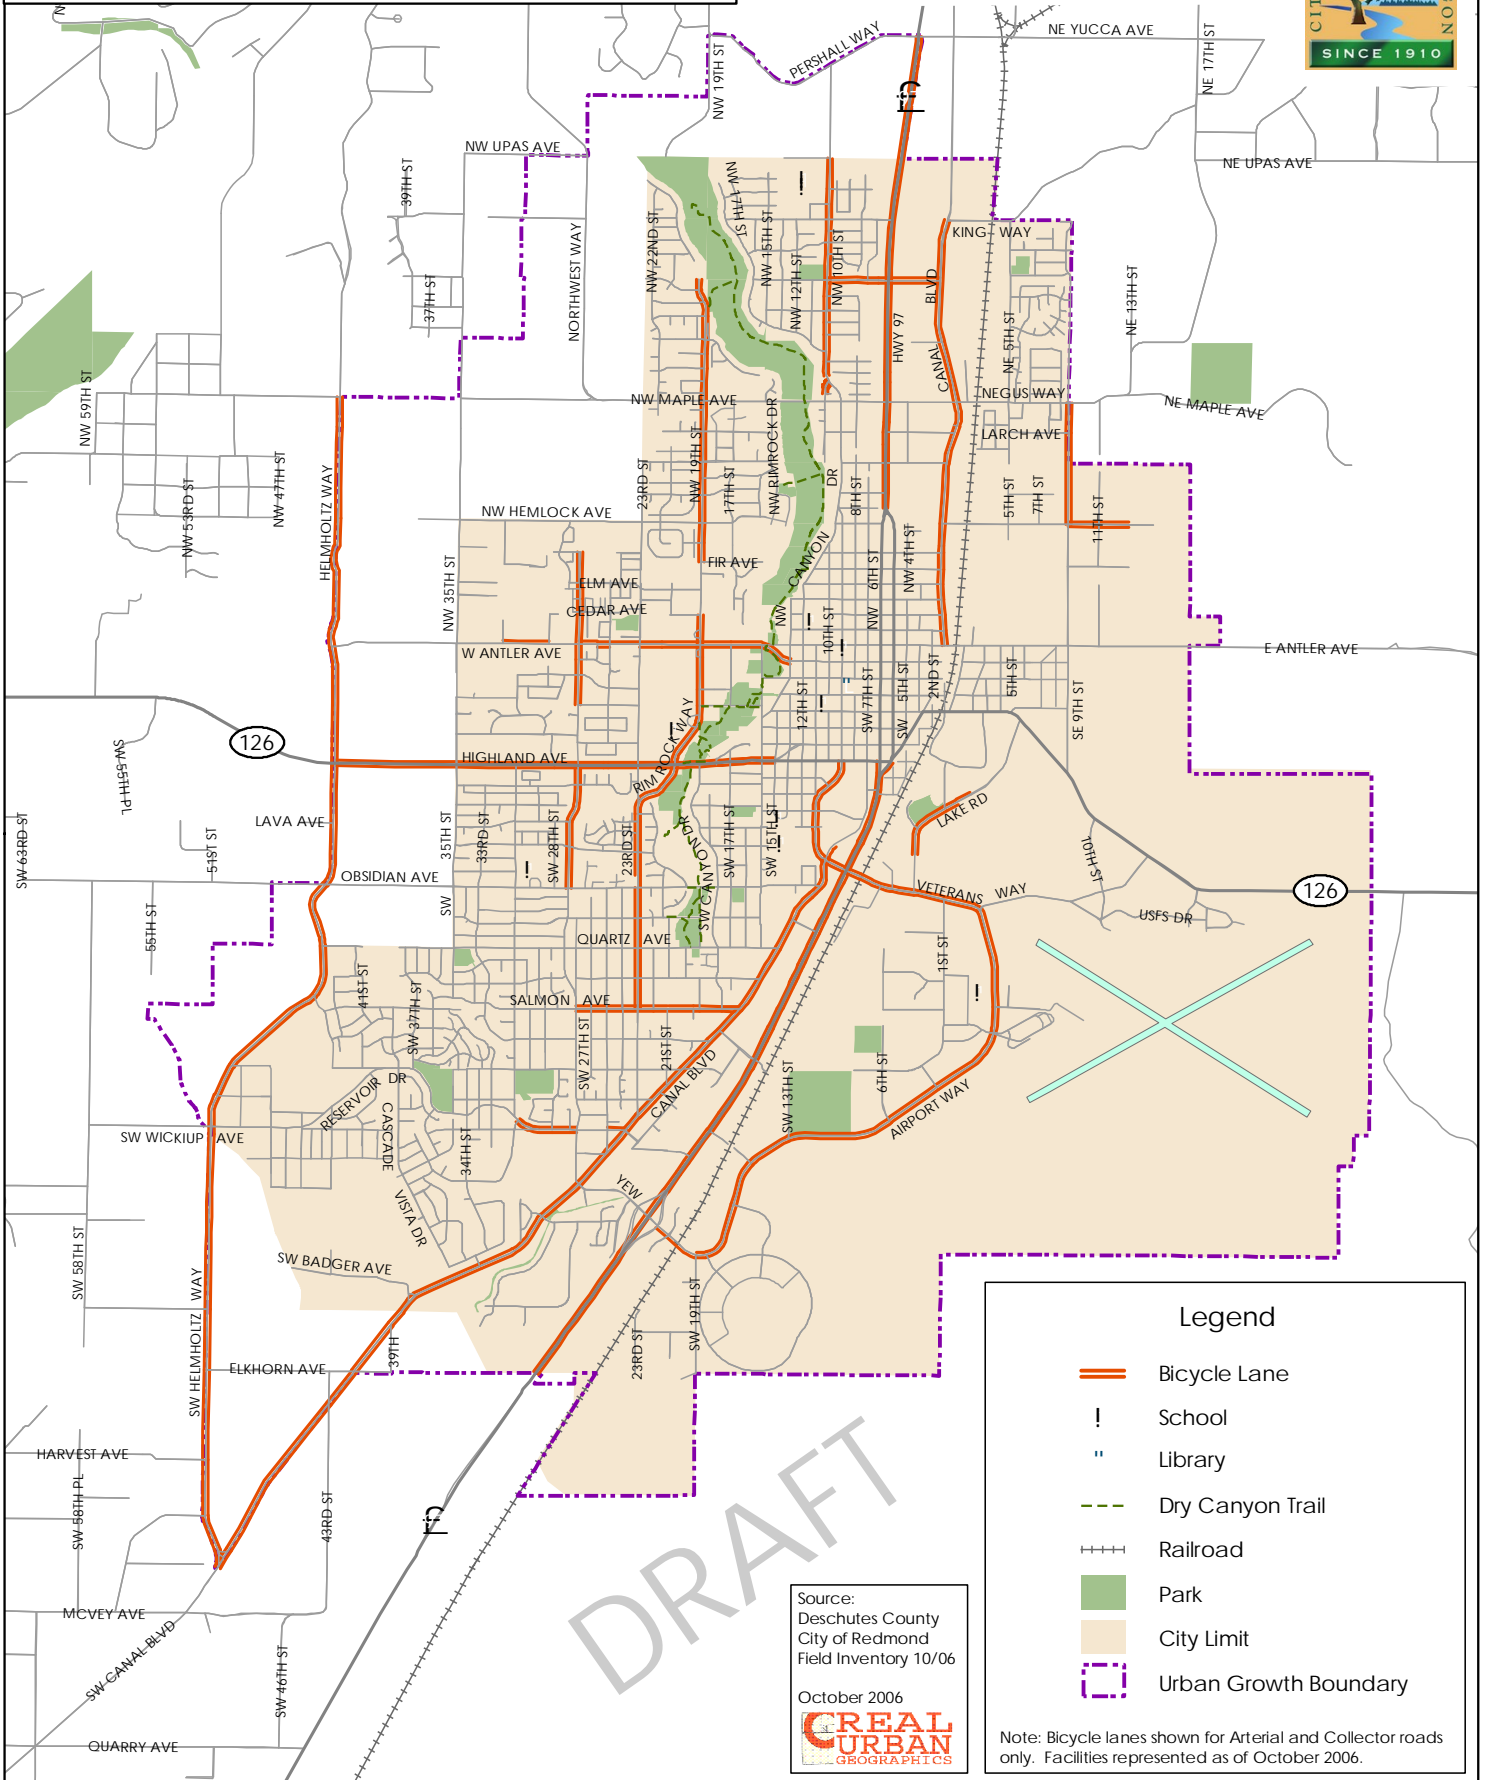 SINCE 1910
NE YUCCA AVE
PERSHALL WAY
NW 19TH ST
NE 17TH ST
NW UPAS AVE
NE UPAS AVE
39TH ST
NW 17TH ST
NW 22ND ST
NW 15TH ST
NORTHWEST WAY
KING WAY
NW 10TH ST
NW 12TH ST
37TH ST
BLVD
NE 13TH ST
HWY 97
NE 5TH ST
CANAL
NW 59TH ST
NW MAPLE AVE
NEGUS WAY
NE MAPLE AVE
NW RIMROCK DR
LARCH AVE
NW 47TH ST
HELMHOLTZ WAY
23RD ST
NW 19TH ST
17TH ST
DR
8TH ST
5TH ST
7TH ST
11TH ST
NW 53RD ST
NW HEMLOCK AVE
NW 35TH ST
FIR AVE
CANYON
NW 4TH ST
6TH ST
ELM AVE
CEDAR AVE
NW
10TH ST
NW
W ANTLER AVE
E ANTLER AVE
2ND ST
5TH ST
5TH ST
SW
SW 7TH ST
12TH ST
SE 9TH ST
126
SW 55TH PL
HIGHLAND AVE
RIM ROCK WAY
LAVA AVE
LAKE RD
SW 63RD ST
51ST ST
35TH ST
SW
33RD ST
SW 28TH ST
23RD ST
SW CANYON DR
SW 17TH ST
SW 15TH ST
10TH ST
OBSIDIAN AVE
VETERANS WAY
126
USFS DR
55TH ST
QUARTZ AVE
1ST ST
41ST ST
SW 37TH ST
SALMON AVE
SW 27TH ST
21ST ST
CANAL BLVD
SW 13TH ST
6TH ST
AIRPORT WAY
RESERVOIR DR
SW WICKIUP AVE
CASCADE
VISTA DR
34TH ST
YEW
SW 58TH ST
SW HELMHOLTZ WAY
SW BADGER AVE
39TH
ELKHORN AVE
23RD ST
SW 19TH ST
HARVEST AVE
SW 58TH PL
43RD ST
MCVEY AVE
SW CANAL BLVD
SW 46TH ST
QUARRY AVE
DRAFT
Legend
Bicycle Lane
! School
" Library
Dry Canyon Trail
Railroad
Park
City Limit
Urban Growth Boundary
Note: Bicycle lanes shown for Arterial and Collector roads
only. Facilities represented as of October 2006.
Source:
Deschutes County
City of Redmond
Field Inventory 10/06
October 2006
CREAL
URBAN
GEOGRAPHICS